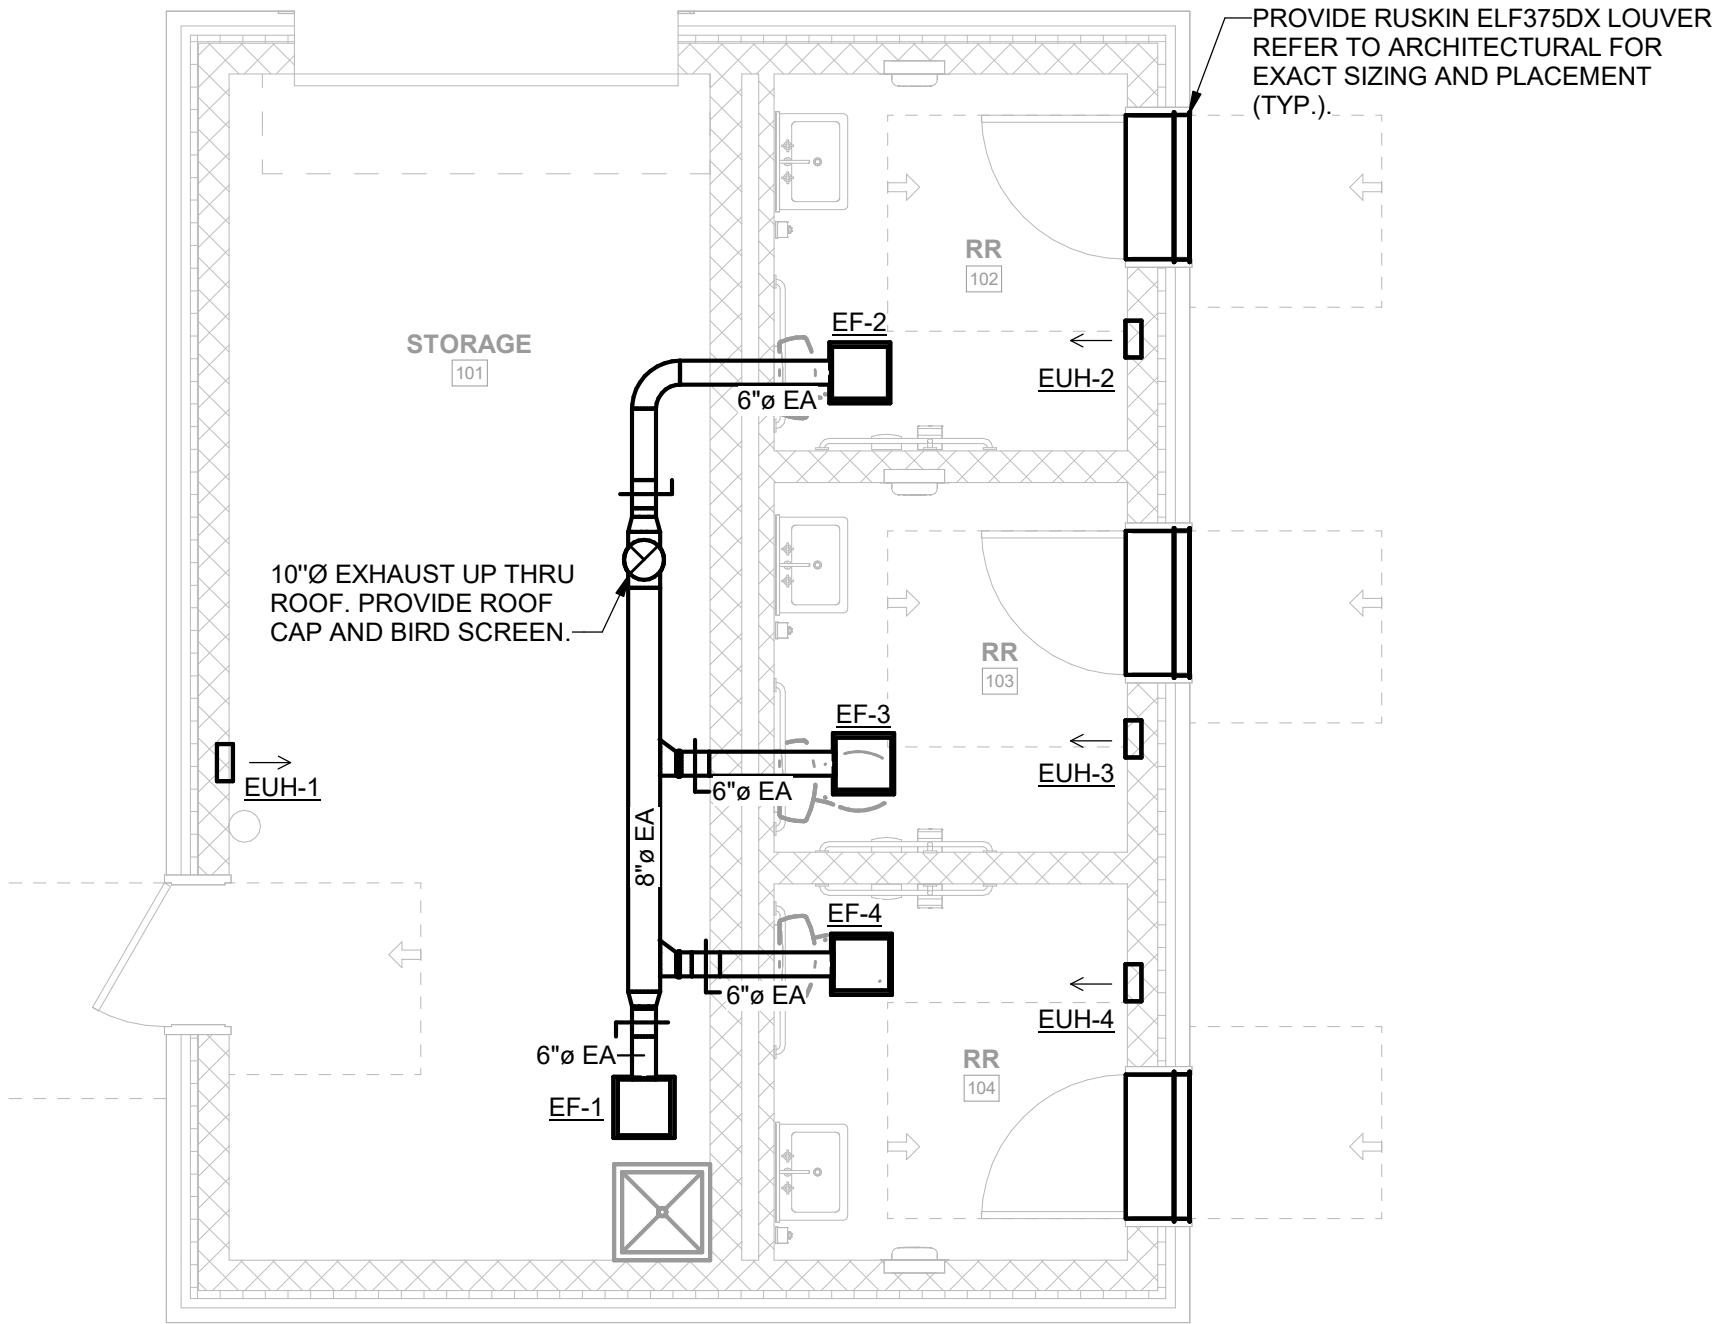 PROVIDE RUSKIN ELF375DX LOUVER
REFER TO ARCHITECTURAL FOR
EXACT SIZING AND PLACEMENT
(TYP.).
RR
102
EF-2
STORAGE
101
EUH-2
6"ø EA
10"Ø EXHAUST UP THRU
ROOF. PROVIDE ROOF
CAP AND BIRD SCREEN.
RR
103
EF-3
EUH-3
EUH-1
6"ø EA
8"ø EA
EF-4
6"ø EA
EUH-4
6"ø EA
RR
104
EF-1